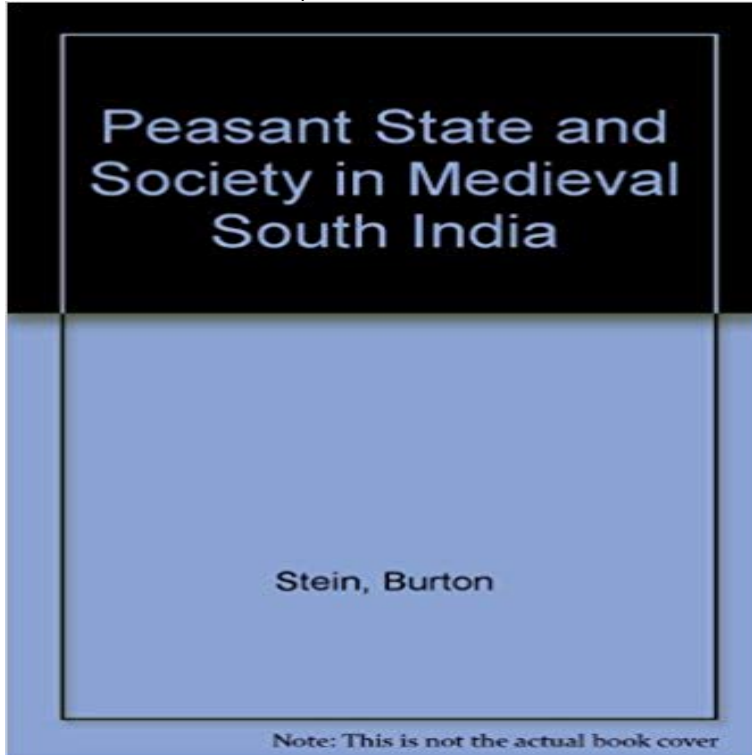 Peasant State and
Society in Medieval
South India
Stein, Burton
Note: This is not the actual book cover